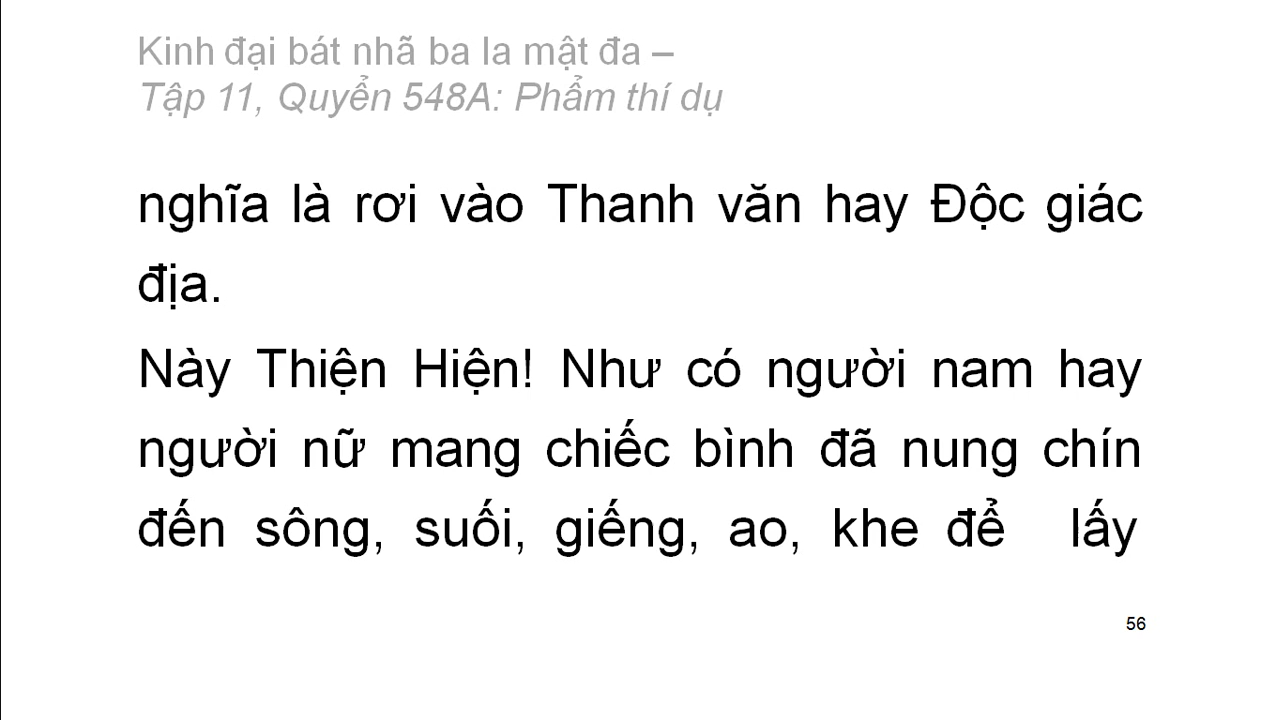 Kinh đại bát nhã ba la mật đa –
Tập 11, Quyển 548A: Phẩm thí dụ
nghĩa là rơi vào Thanh văn hay Độc giác
địa.
Này Thiện Hiện! Như có người nam hay
người nữ mang chiếc bình đã nung chín
đến sông, suối, giếng, ao, khe để lấy
56